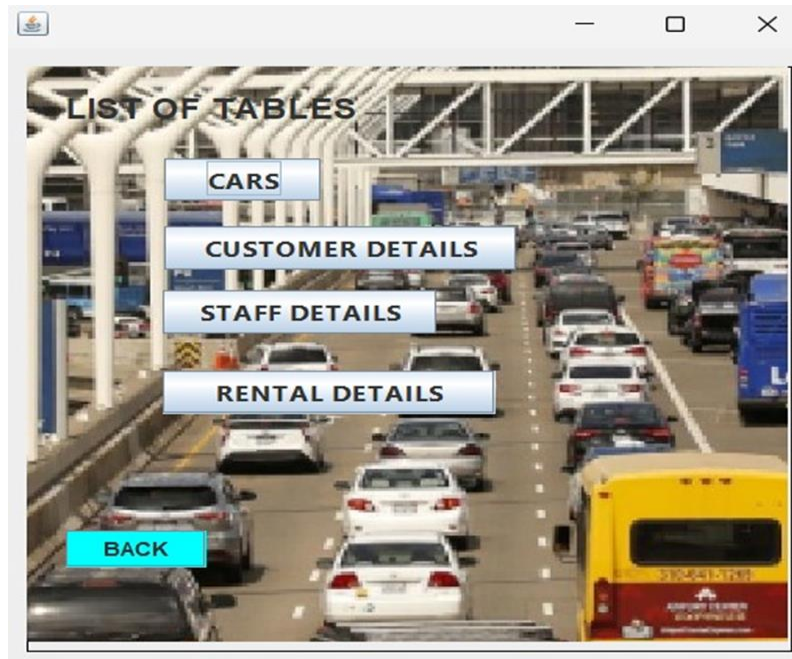 LIST OF TABLES
CARS
CUSTOMER DETAILS
STAFF DETAILS
RENTAL DETAILS
BACK